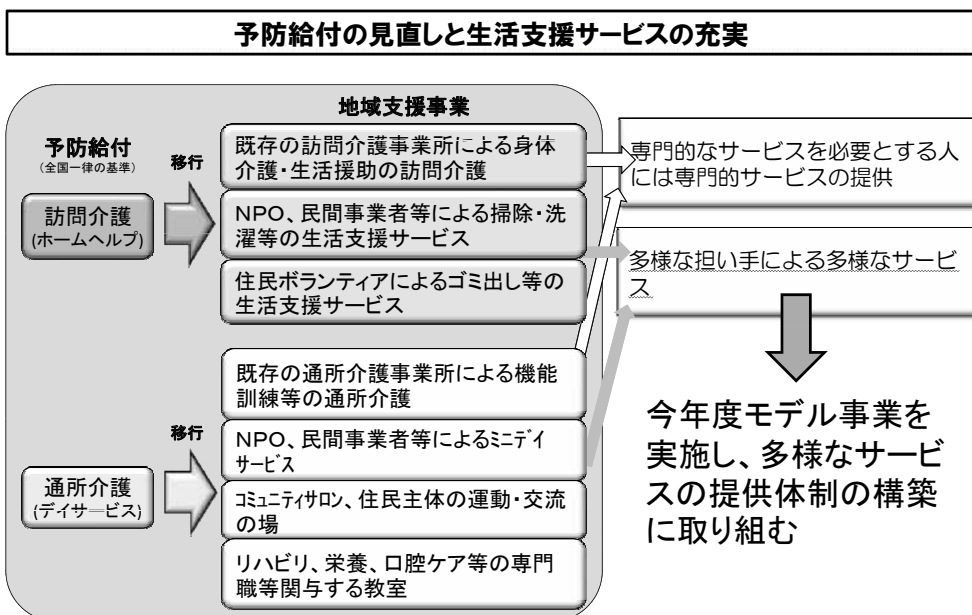 予防給付の見直しと生活支援サービスの充実
地域支援事業
予防給付
(全国一律の基準)
移行
訪問介護
(ホームヘルプ)
既存の訪問介護事業所による身体
介護・生活援助の訪問介護
NPO、民間事業者等による掃除・洗
濯等の生活支援サービス
住民ボランティアによるゴミ出し等の
生活支援サービス
専門的なサービスを必要とする人
には専門的サービスの提供
多様な担い手による多様なサービ
ス
移行
通所介護
(デイサービス)
既存の通所介護事業所による機能
訓練等の通所介護
NPO、民間事業者等によるミニデイ
サービス
コミュニティサロン、住民主体の運動・交流
の場
リハビリ、栄養、口腔ケア等の専門
職等関与する教室
今年度モデル事業を
実施し、多様なサービ
スの提供体制の構築
に取り組む